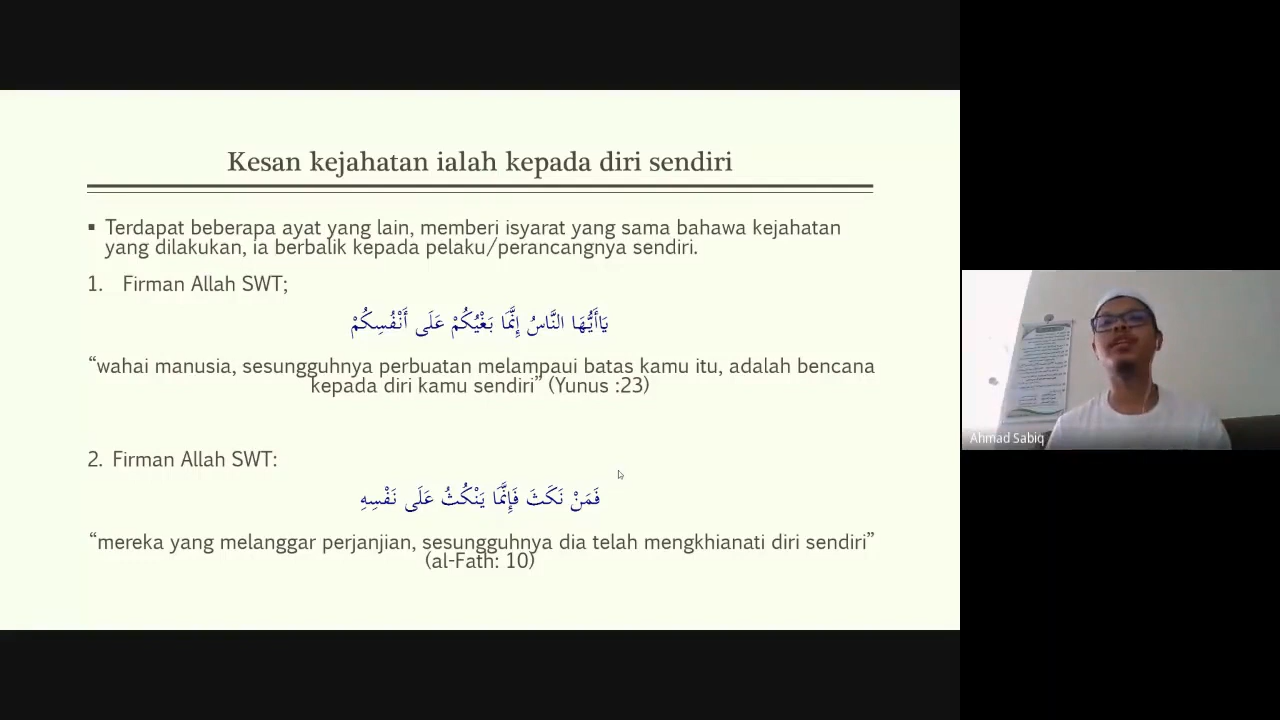 Kesan kejahatan ialah kepada diri sendiri
▪ Terdapat beberapa ayat yang lain, memberi isyarat yang sama bahawa kejahatan
yang dilakukan, ia berbalik kepada pelaku/perancangnya sendiri.
1. Firman Allah SWT;
يَاأَيُّهَا النَّاسُ إِنَّمَا بَغْيُكُمْ عَلَى أَنْفُسِكُمْ
“wahai manusia, sesungguhnya perbuatan melampaui batas kamu itu, adalah bencana
kepada diri kamu sendiri” (Yunus :23)
2. Firman Allah SWT:
فَمَنْ نَكَثَ فَإِنَّمَا يَنْكُثُ عَلَى نَفْسِهِ
“mereka yang melanggar perjanjian, sesungguhnya dia telah mengkhianati diri sendiri”
(al-Fath: 10)
Ahmad Sabiq